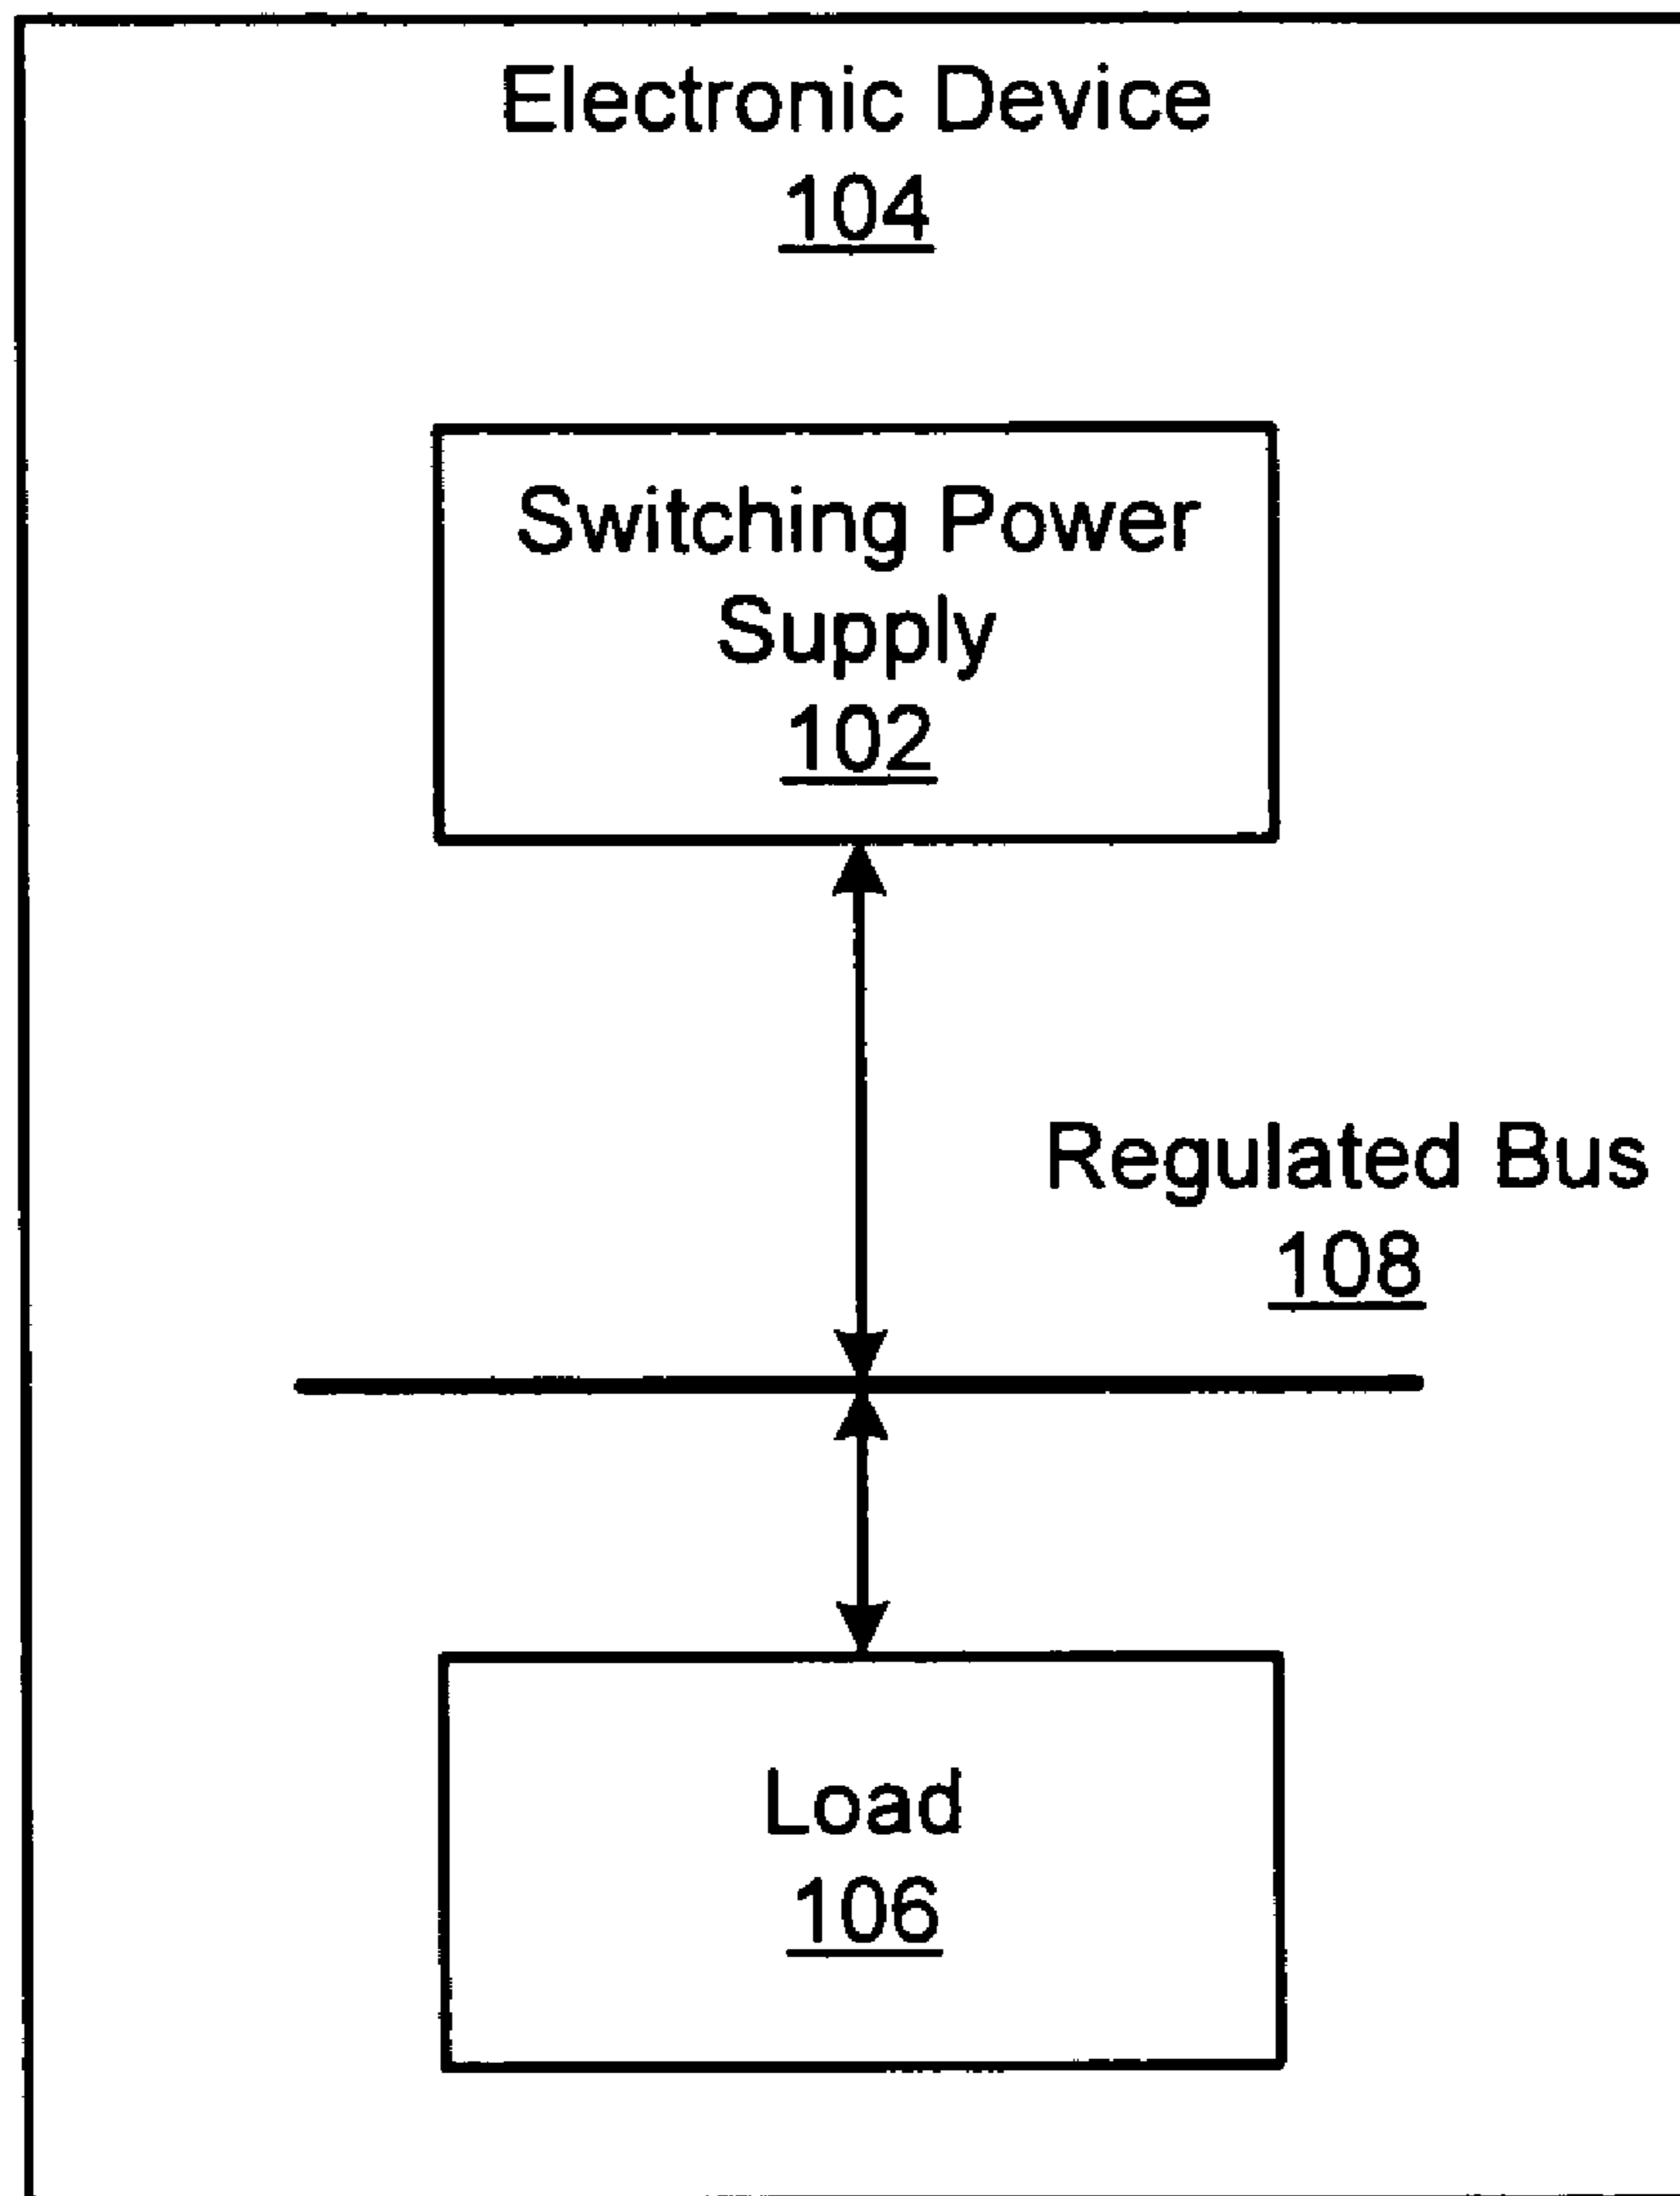 Electronic Device
104
Switching Power
Supply
102
Regulated Bus
108
Load
106